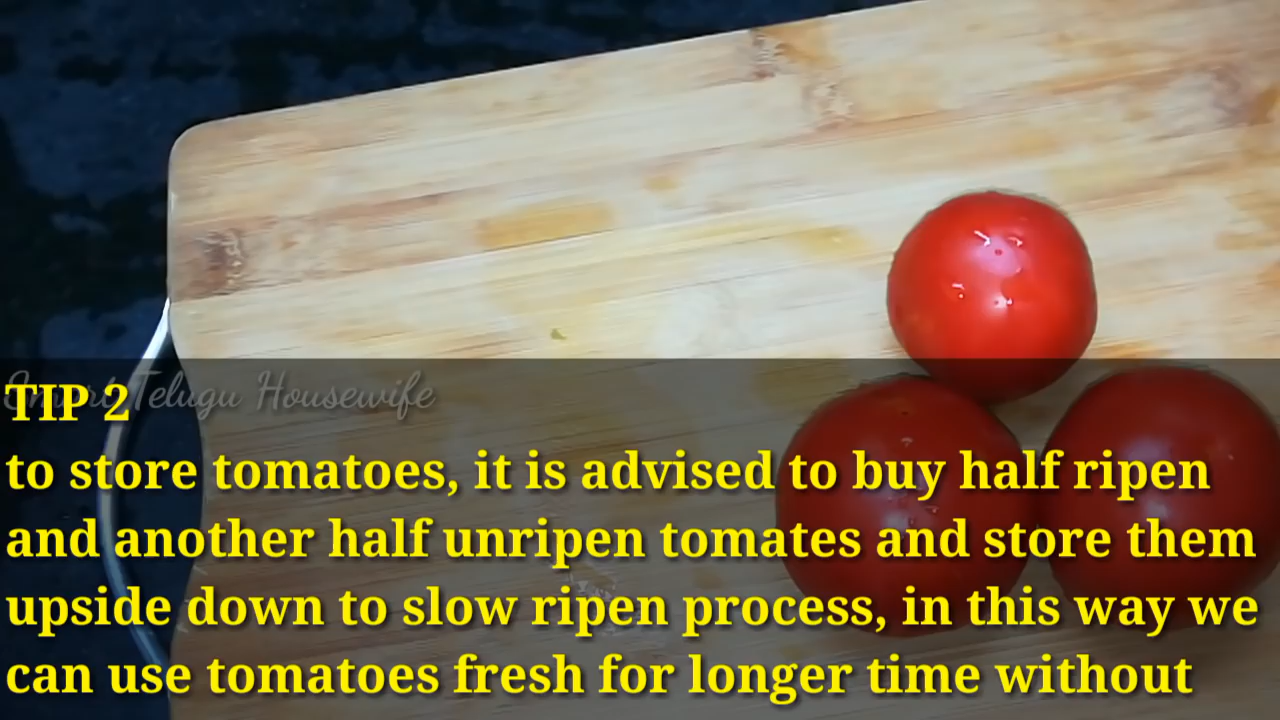 Smart Telugu Housewife
TIP 2
to store tomatoes, it is advised to buy half ripen
and another half unripen tomates and store them
upside down to slow ripen process, in this way we
can use tomatoes fresh for longer time without